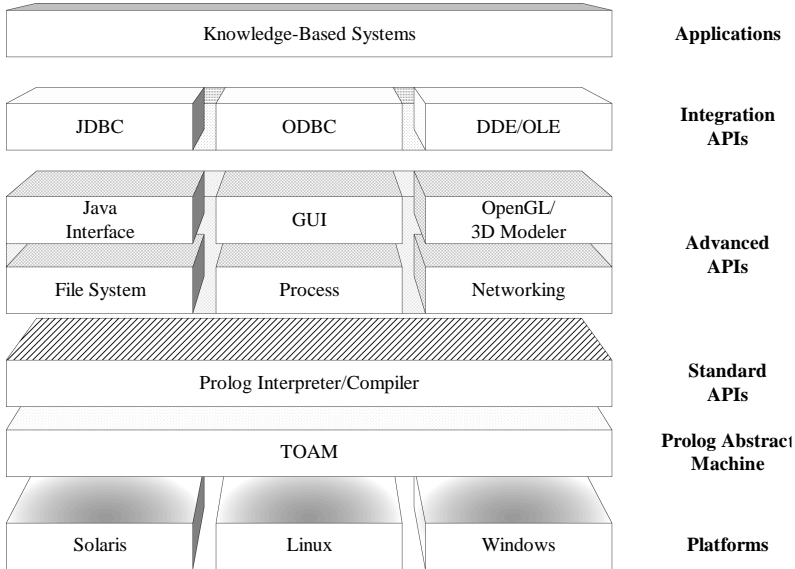 Knowledge-Based Systems
Applications
JDBC
ODBC
DDE/OLE
Integration
APIs
Java
Interface
GUI
OpenGL/
3D Modeler
File System
Process
Networking
Advanced
APIs
Prolog Interpreter/Compiler
Standard
APIs
TOAM
Prolog Abstract
Machine
Solaris
Linux
Windows
Platforms